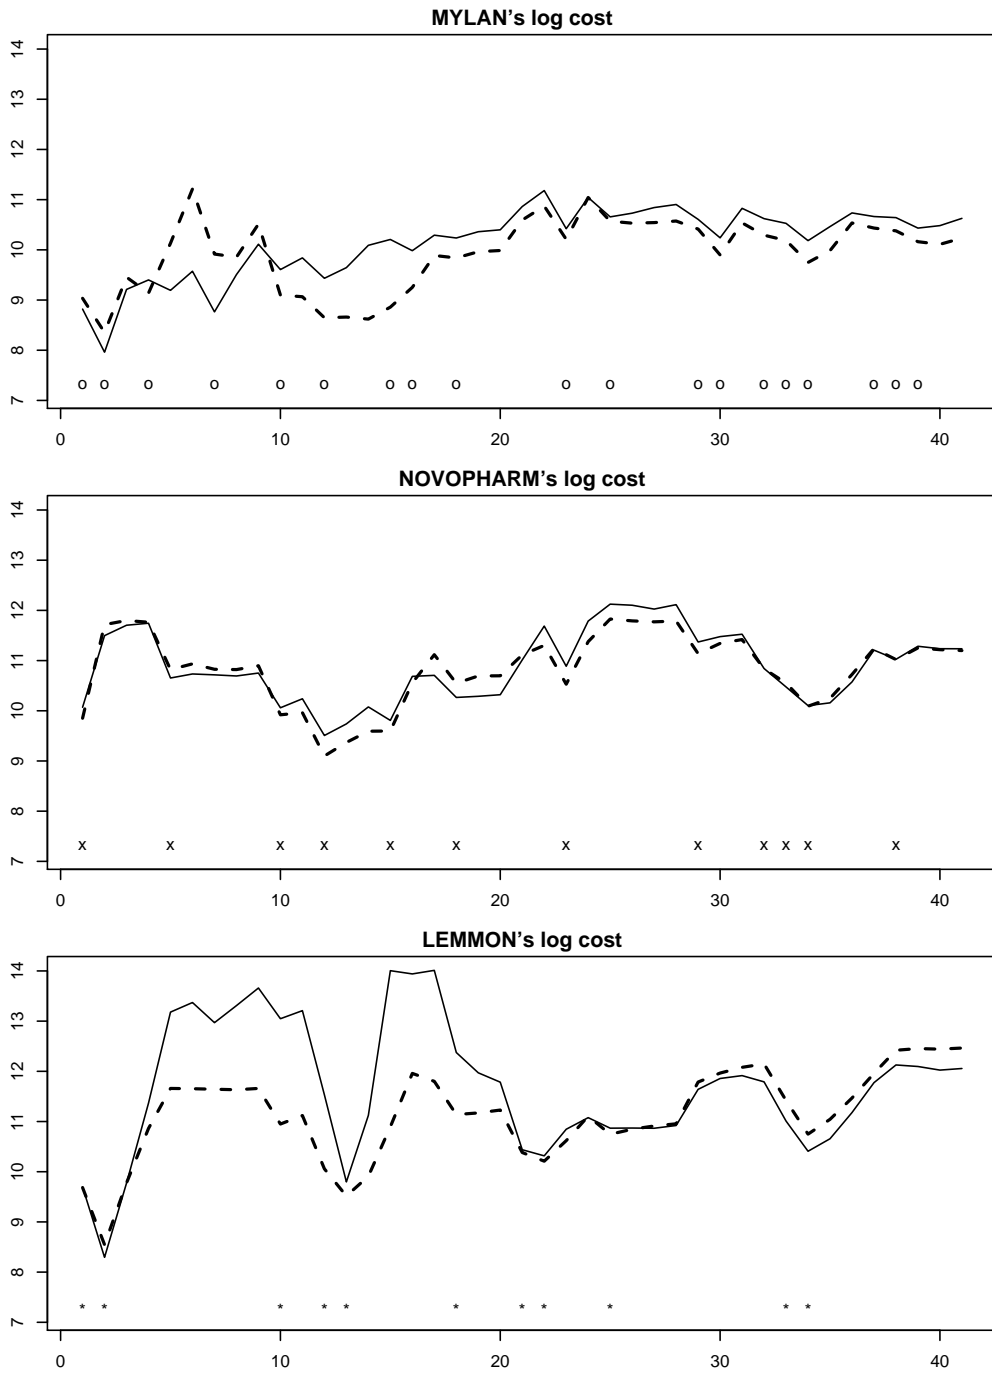 MYLAN's log cost
14
13
12
11
10
9
8
7
o o o o o o o o o o o o o o o o o o o
0 10 20 30 40
NOVOPHARM's log cost
14
13
12
11
10
9
8
7
x x x x x x x x x x x x
0 10 20 30 40
LEMMON's log cost
14
13
12
11
10
9
8
7
* * * * * * * * * * *
0 10 20 30 40